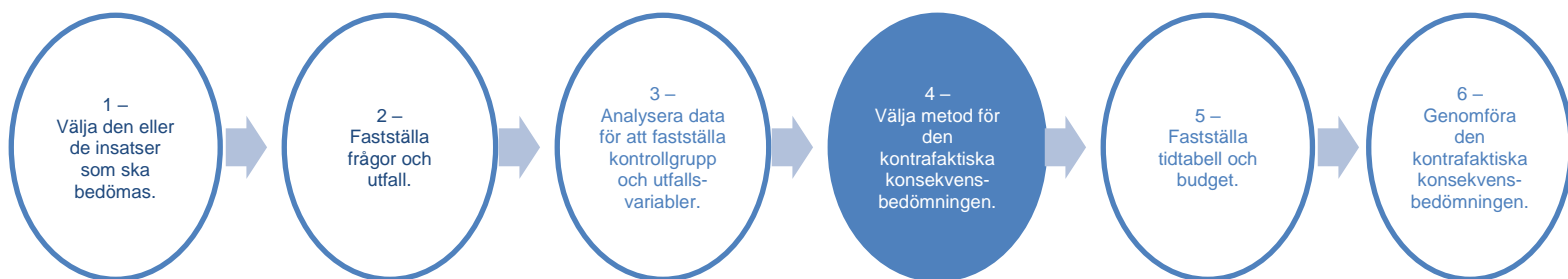 1 –
Välja den eller
de insatser
som ska
bedömas.
2 –
Fastställa
frågor och
utfall.
3 –
Analysera data
för att fastställa
kontrollgrupp
och utfalls-
variabler.
4 –
Välja metod för
den
kontrafaktiska
konsekvens-
bedömningen.
5 –
Fastställa
tidtabell och
budget.
6 –
Genomföra
den
kontrafaktiska
konsekvens-
bedömningen.